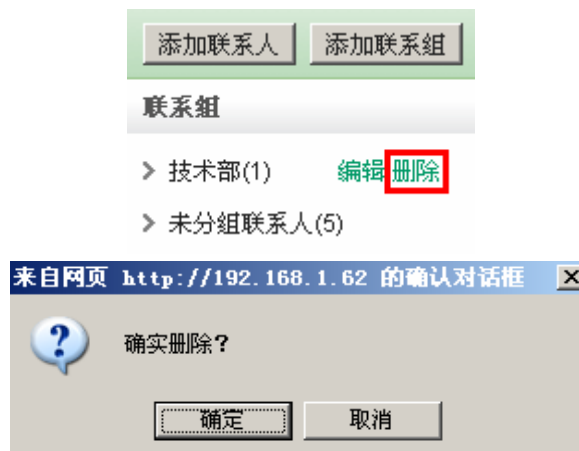 添加联系人 添加联系组
联系组
技术部(1) 编辑 删除
未分组联系人(5)
来自网页 http://192.168.1.62 的确认对话框
确实删除？
确定 取消